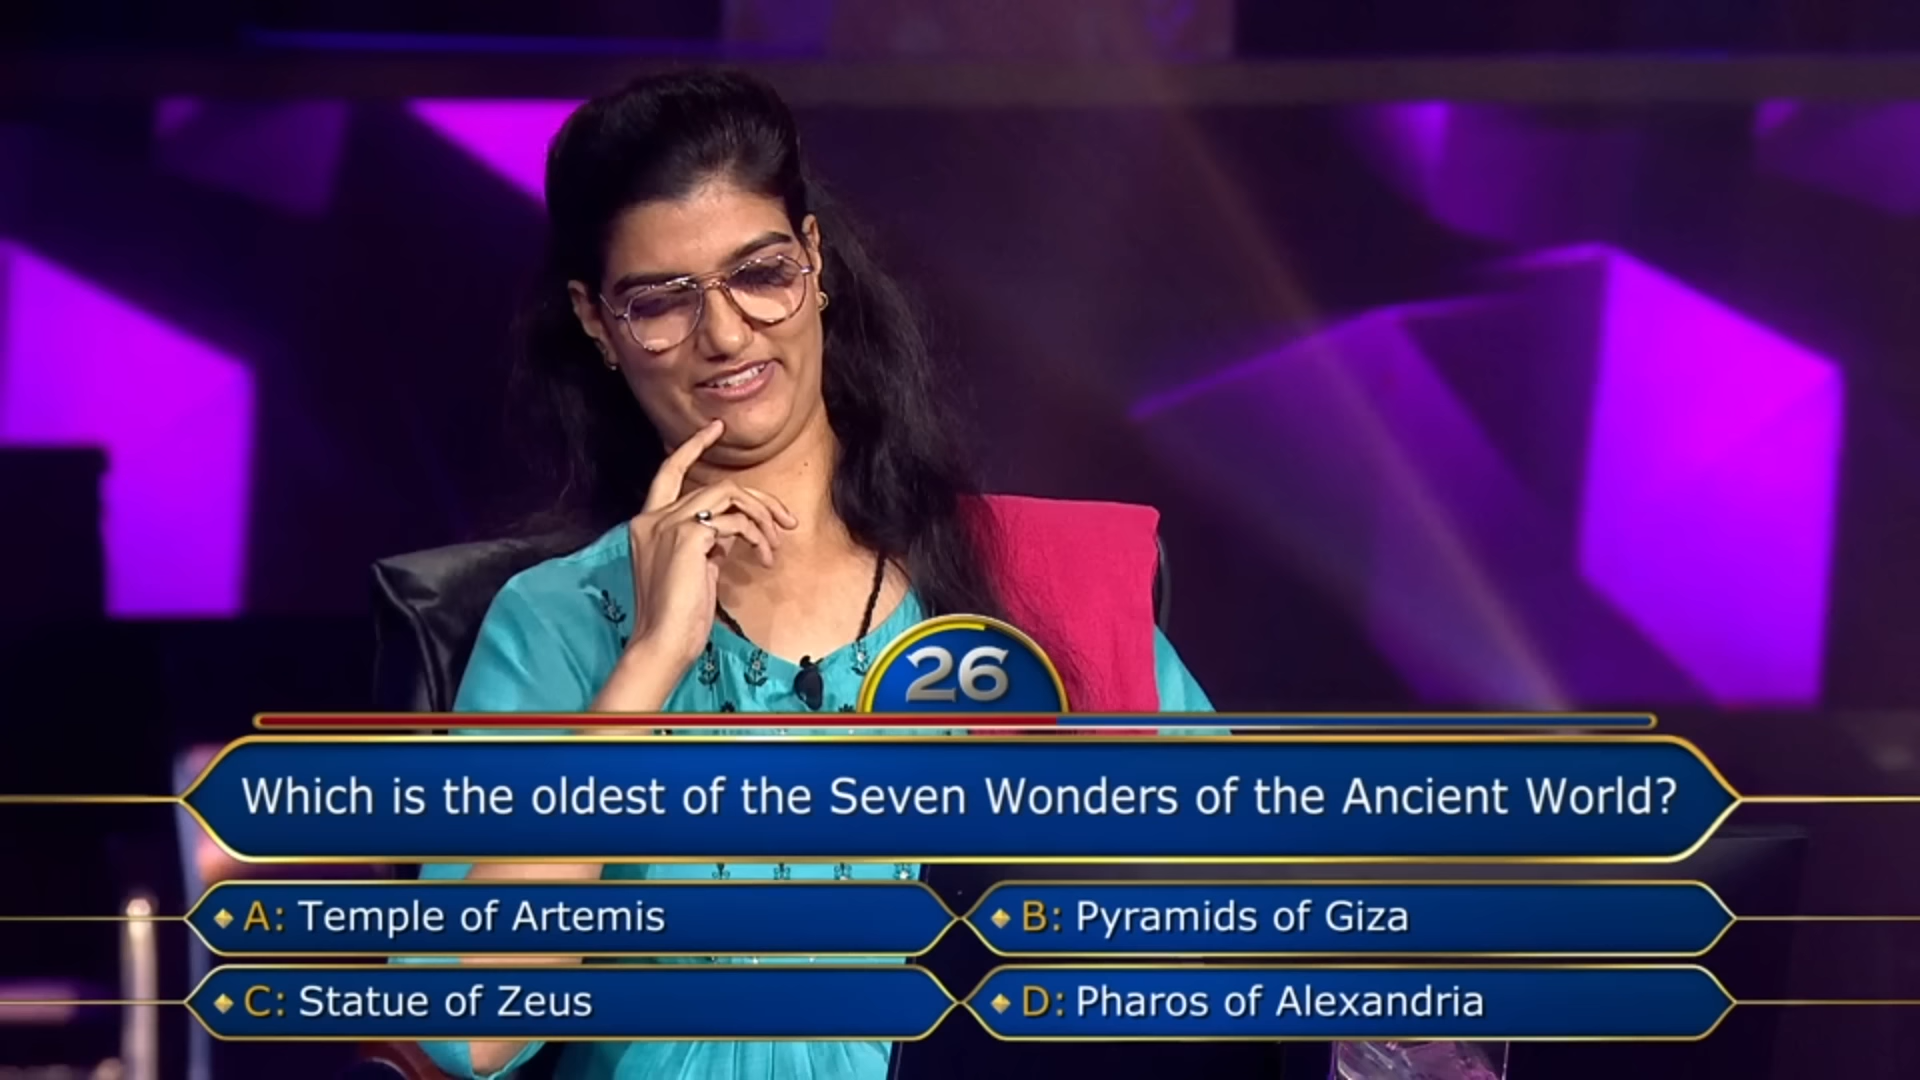 26
Which is the oldest of the Seven Wonders of the Ancient World?
A: Temple of Artemis
B: Pyramids of Giza
C: Statue of Zeus
D: Pharos of Alexandria